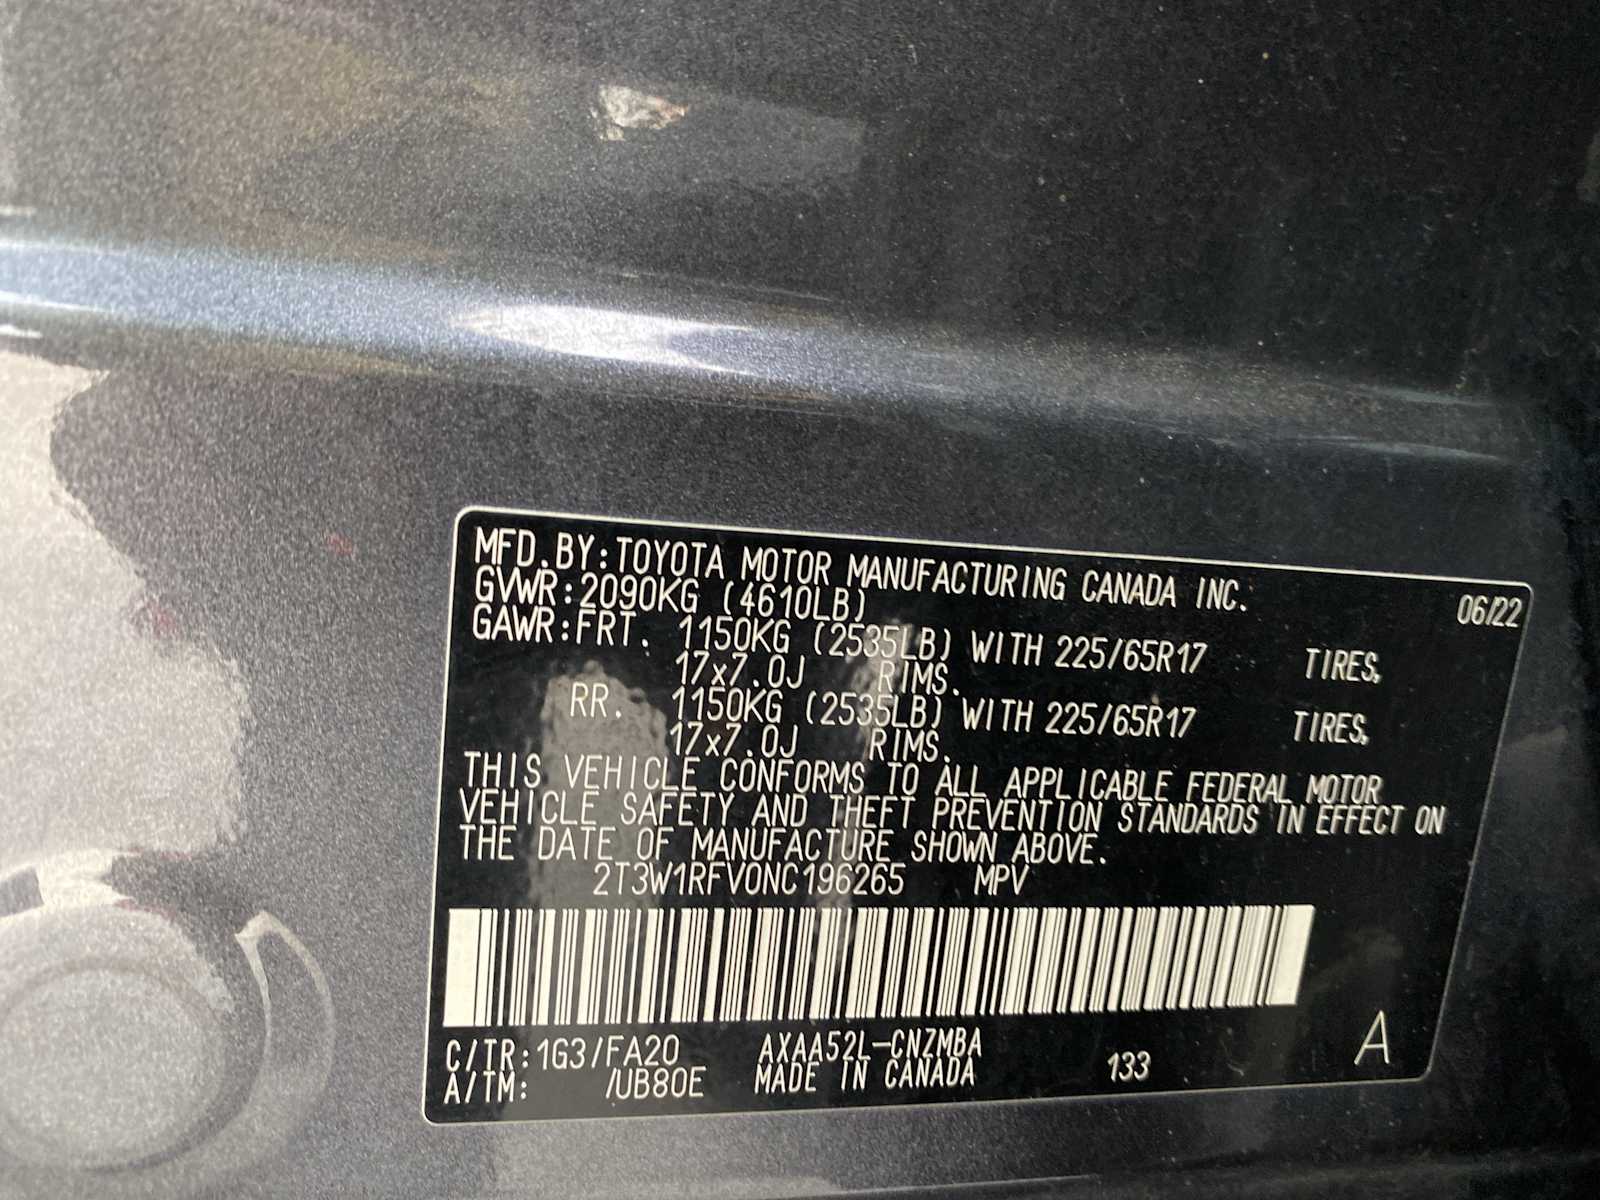 MFD.BY:TOYOTA MOTOR MANUFACTURING CANADA INC.
GVWR:2090KG (4610LB) 06/22
GAWR:FRT. 1150KG (2535LB) WITH 225/65R17 TIRES,
17x7.0J RIMS.
RR. 1150KG (2535LB) WITH 225/65R17 TIRES,
17x7.0J RIMS.
THIS VEHICLE CONFORMS TO ALL APPLICABLE FEDERAL MOTOR
VEHICLE SAFETY AND THEFT PREVENTION STANDARDS IN EFFECT ON
THE DATE OF MANUFACTURE SHOWN ABOVE.
2T3W1RFV0NC196265 MPV
C/TR:1G3/FA20 AXAA52L-CNZMBA
A/TM: /UB80E MADE IN CANADA 133 A